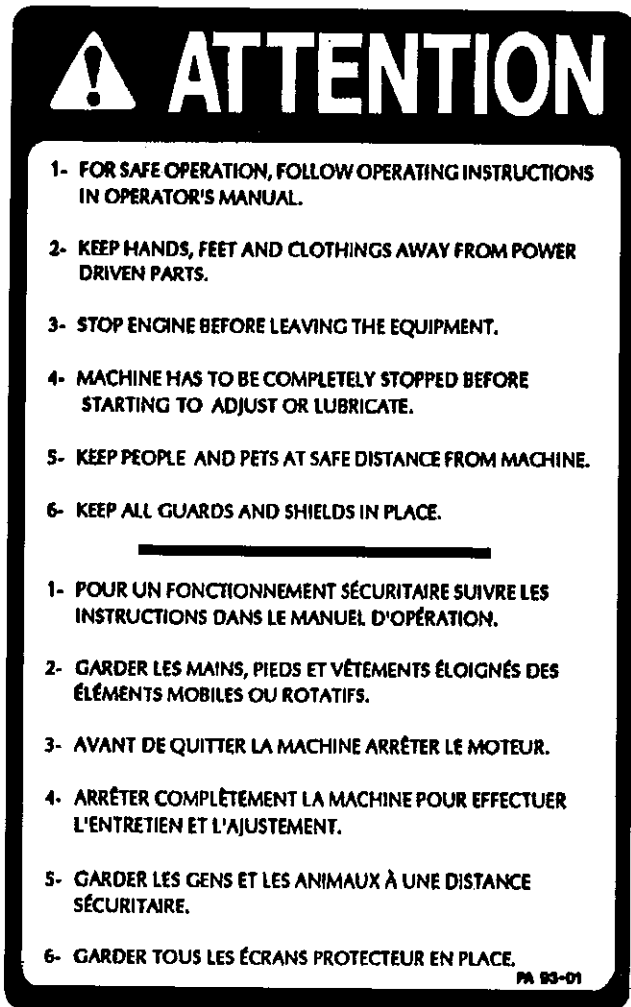 ATTENTION
1- FOR SAFE OPERATION, FOLLOW OPERATING INSTRUCTIONS
IN OPERATOR'S MANUAL.
2- KEEP HANDS, FEET AND CLOTHINGS AWAY FROM POWER
DRIVEN PARTS.
3- STOP ENGINE BEFORE LEAVING THE EQUIPMENT.
4- MACHINE HAS TO BE COMPLETELY STOPPED BEFORE
STARTING TO ADJUST OR LUBRICATE.
5- KEEP PEOPLE AND PETS AT SAFE DISTANCE FROM MACHINE.
6- KEEP ALL GUARDS AND SHIELDS IN PLACE.
1- POUR UN FONCTIONNEMENT SÉCURITAIRE SUIVRE LES
INSTRUCTIONS DANS LE MANUEL D'OPÉRATION.
2- GARDER LES MAINS, PIEDS ET VÊTEMENTS ÉLOIGNÉS DES
ÉLÉMENTS MOBILES OU ROTATIFS.
3- AVANT DE QUITTER LA MACHINE ARRÊTER LE MOTEUR.
4- ARRÊTER COMPLÈTEMENT LA MACHINE POUR EFFECTUER
L'ENTRETIEN ET L'AJUSTEMENT.
5- GARDER LES GENS ET LES ANIMAUX À UNE DISTANCE
SÉCURITAIRE.
6- GARDER TOUS LES ÉCRANS PROTECTEUR EN PLACE.
PA 93-01